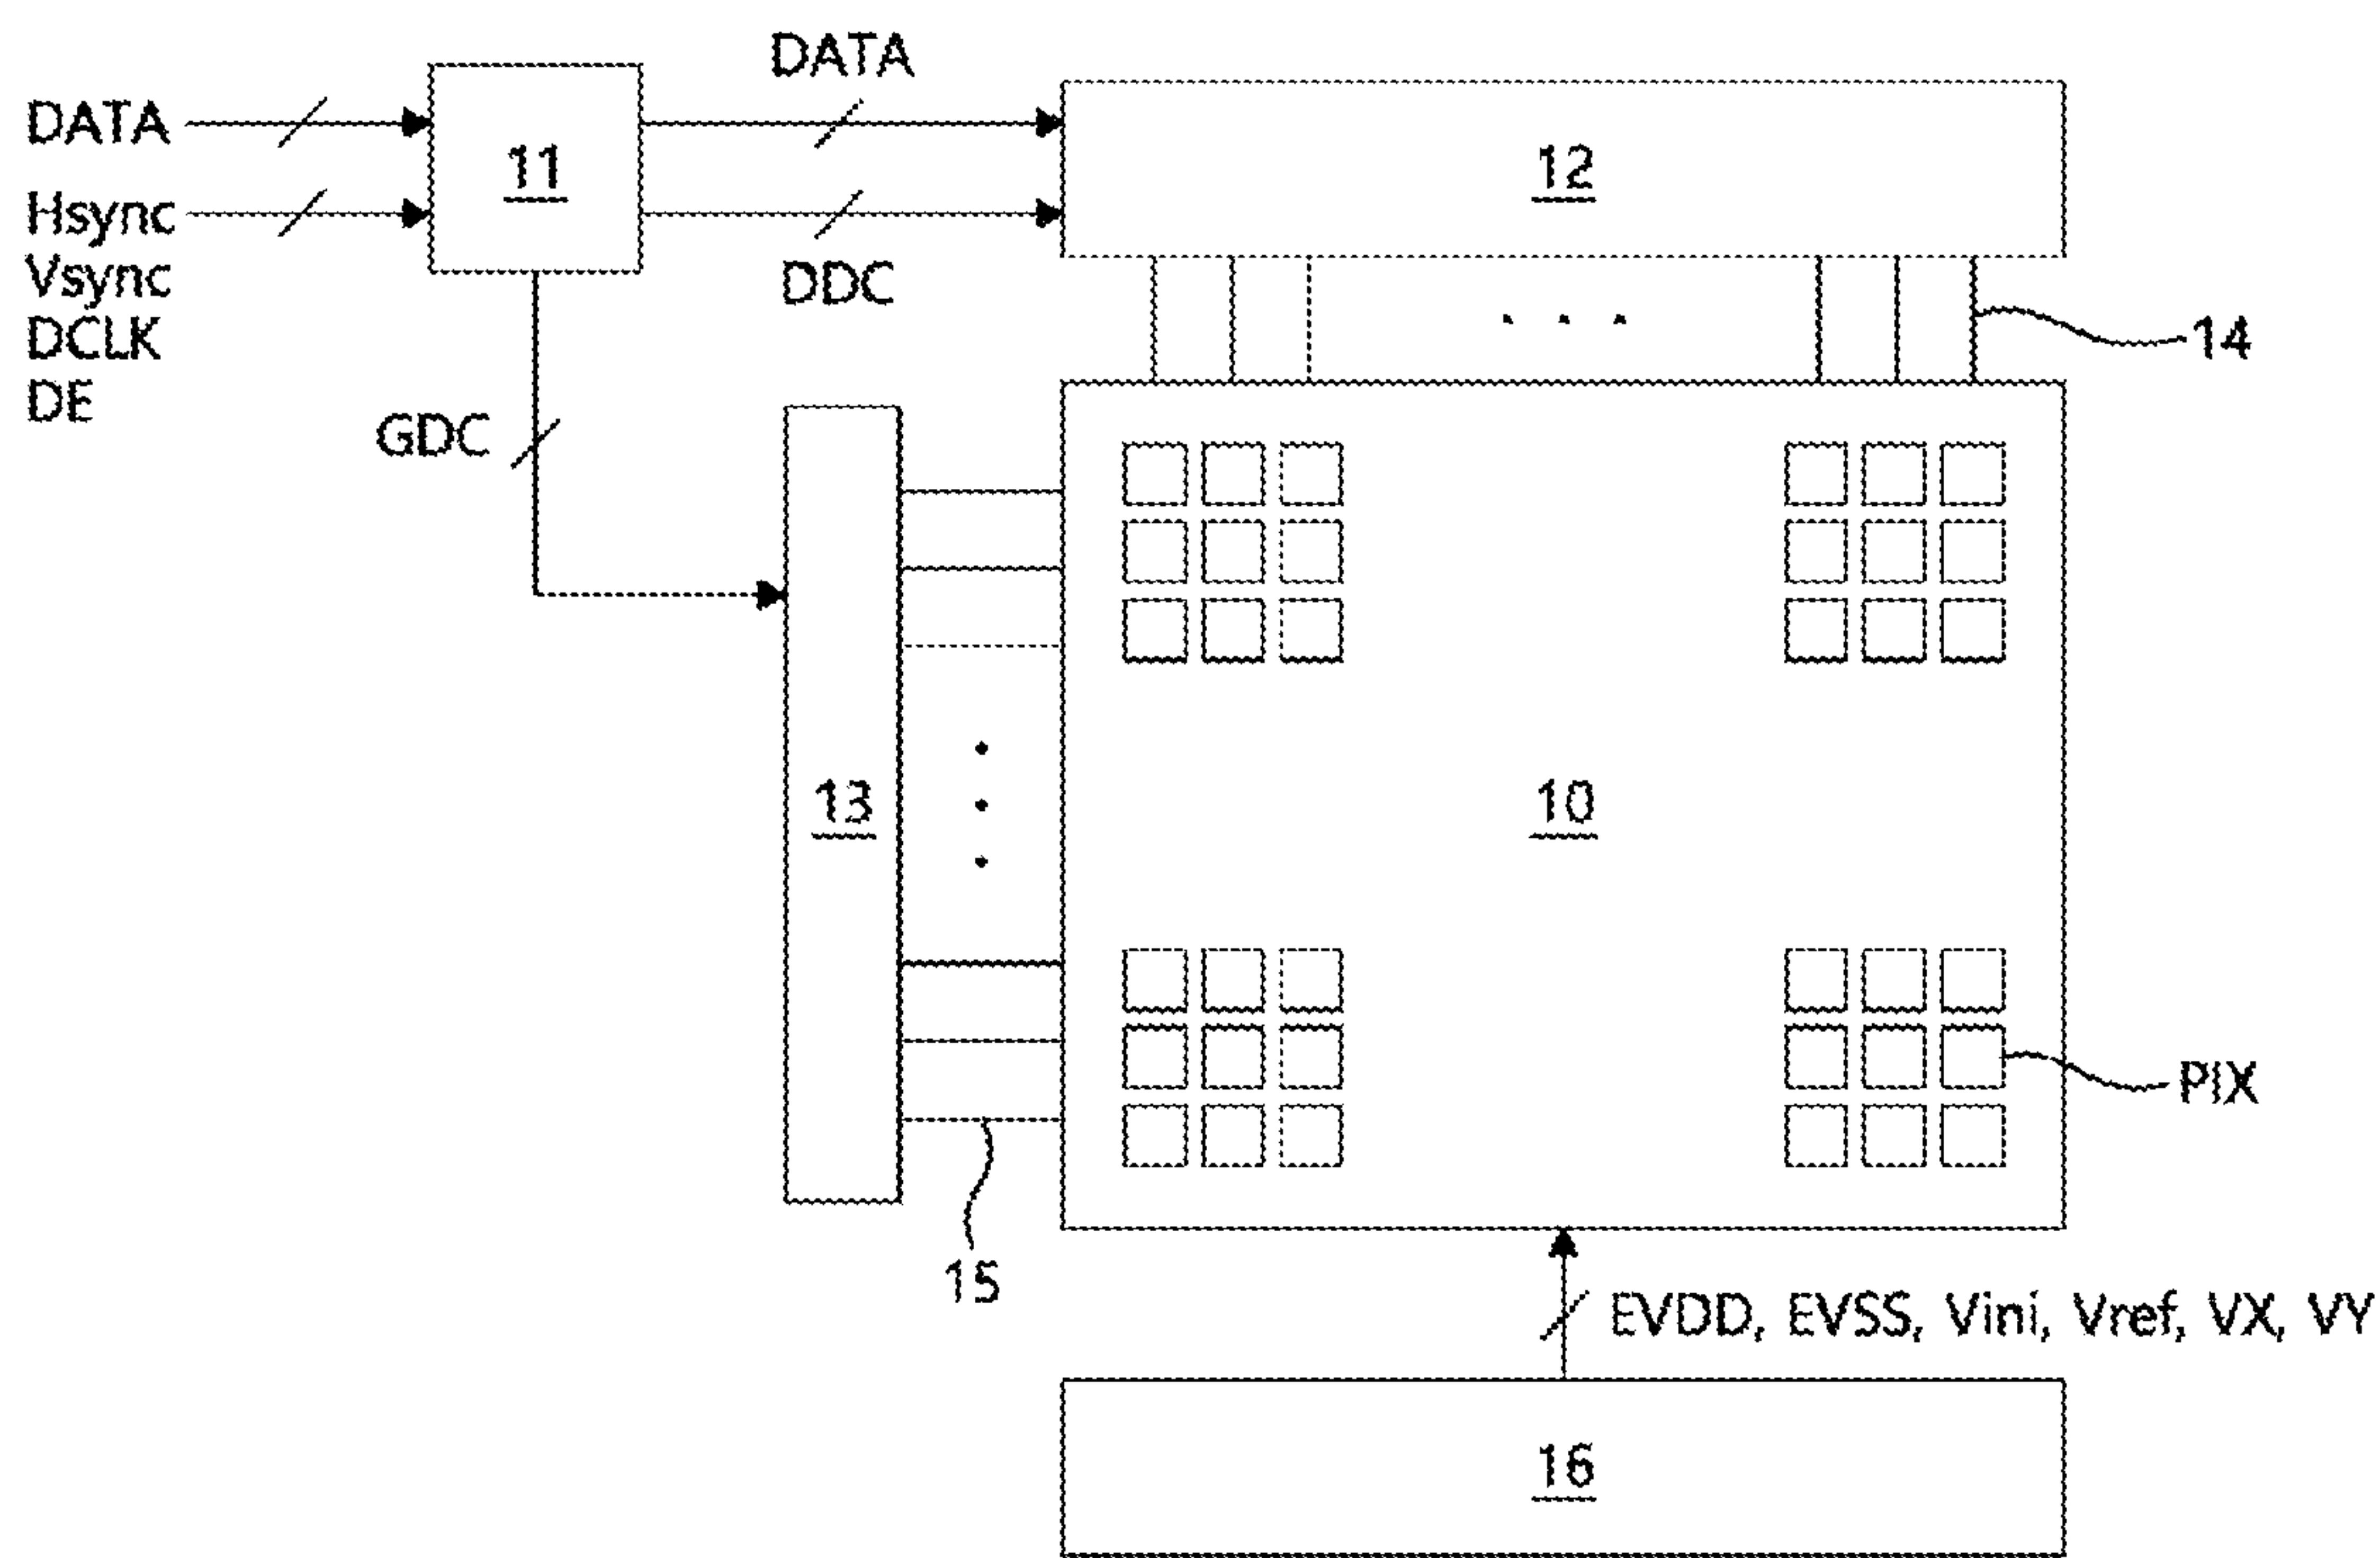 DATA
DATA
11
12
Hsync
Vsync
DCLK
DE
DDC
14
GDC
13
10
PIX
15
EVDD, EVSS, Vini, Vref, VX, VY
16